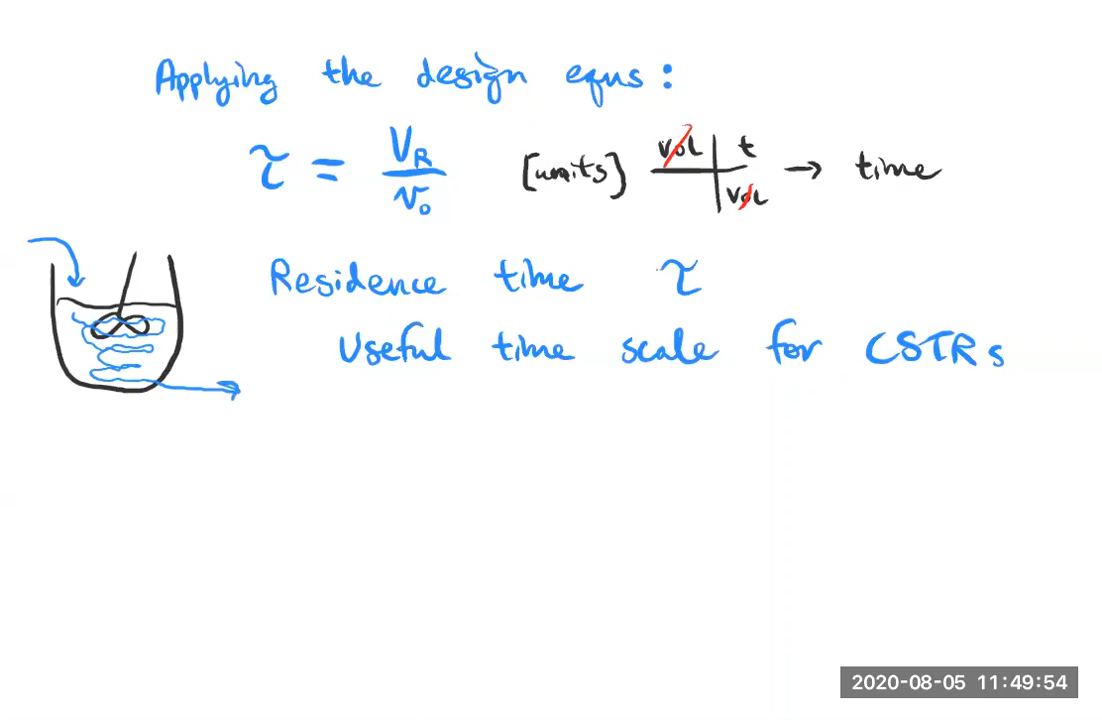 Applying the design equns:
τ = V_R / v_0 [units] vol | t / vol → time
Residence time τ
Useful time scale for CSTRs
2020-08-05 11:49:54